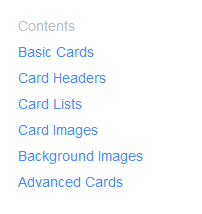 Contents
Basic Cards
Card Headers
Card Lists
Card Images
Background Images
Advanced Cards